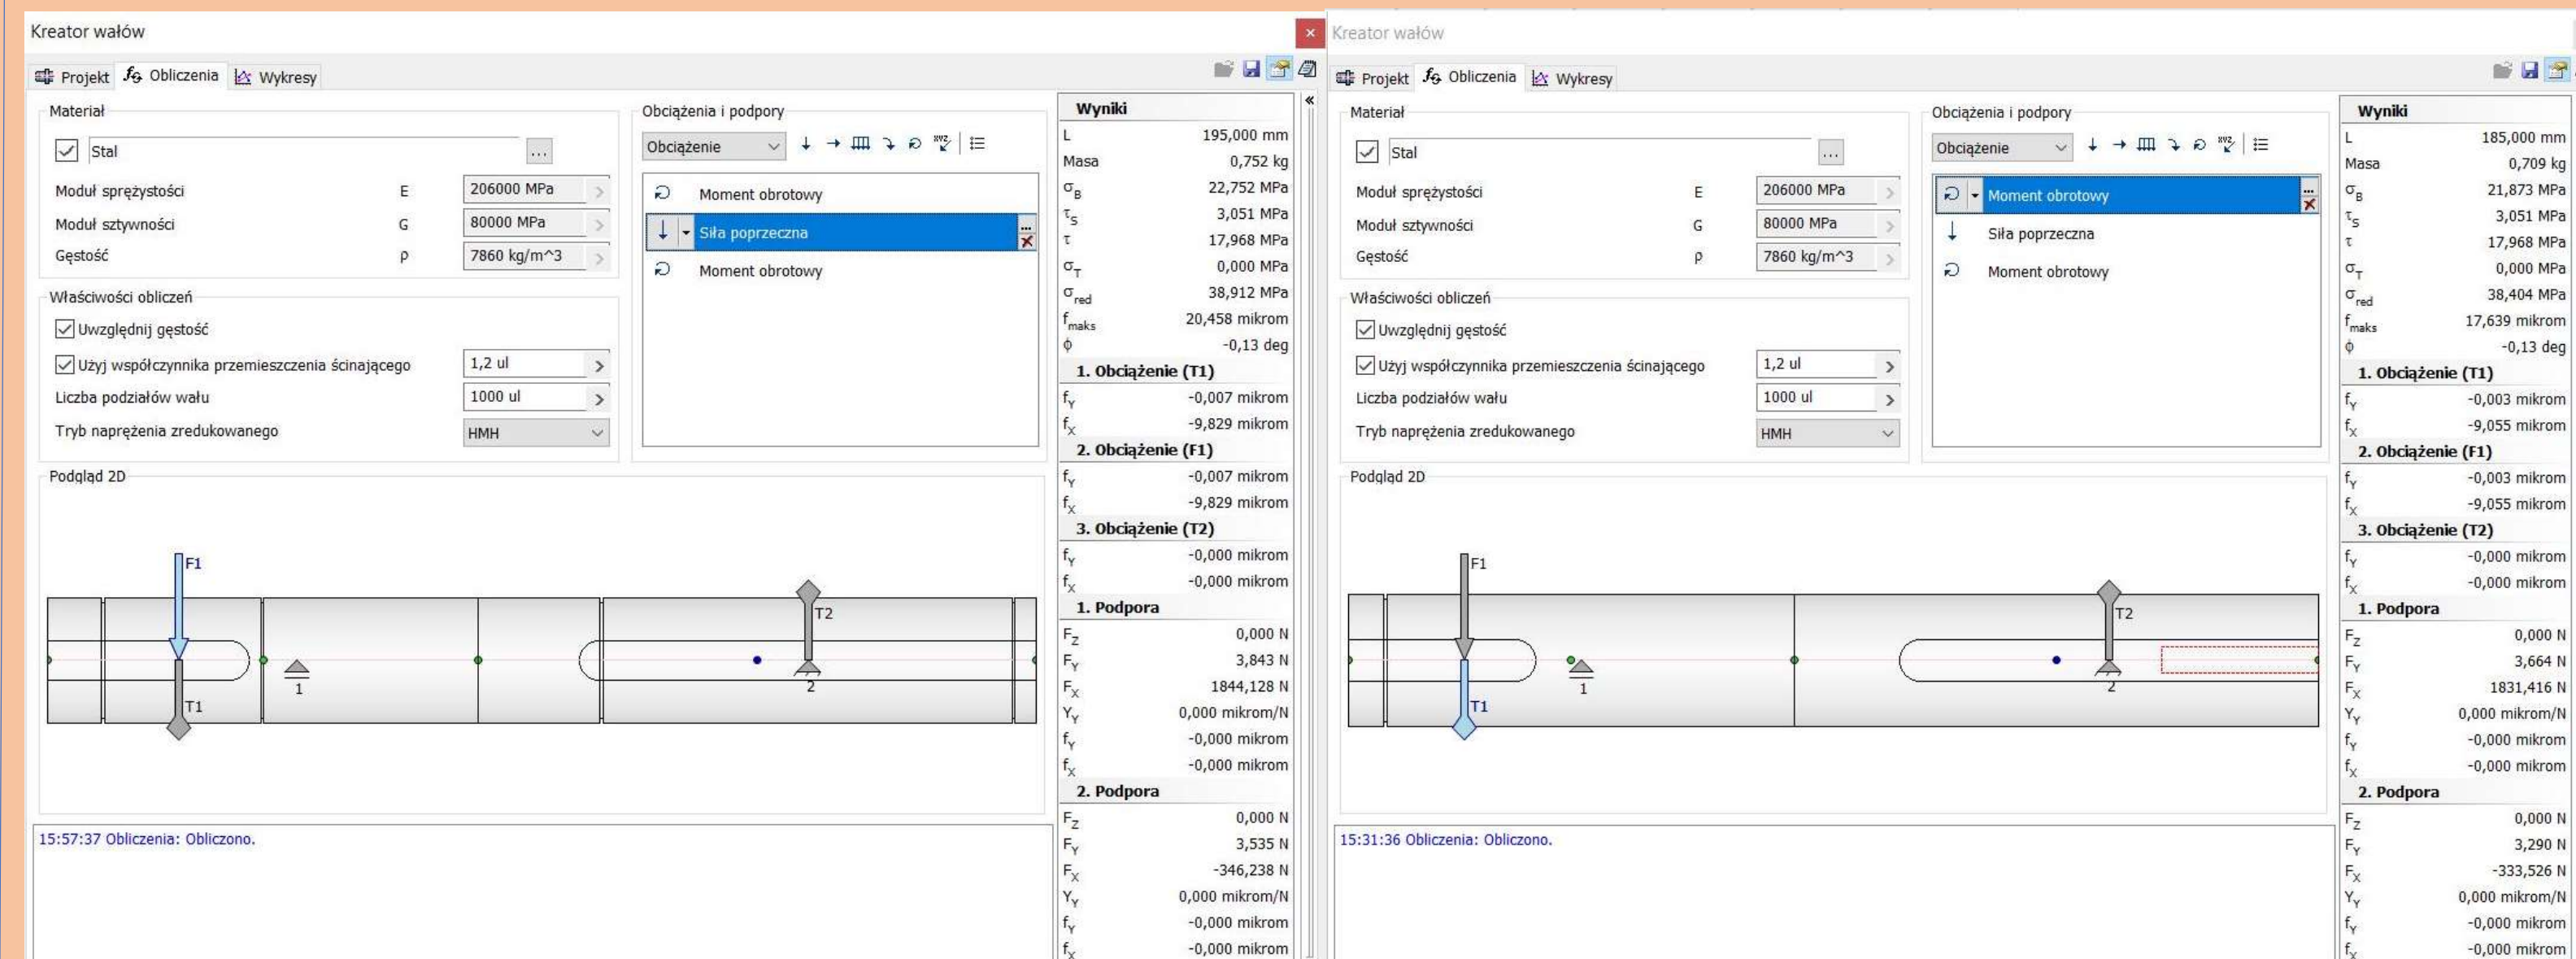 Kreator wałów
Projekt Obliczenia Wykresy
Materiał
Stal ...
Moduł sprężystości E 206000 MPa
Moduł sztywności G 80000 MPa
Gęstość ρ 7860 kg/m^3
Właściwości obliczeń
Uwzględnij gęstość
Użyj współczynnika przemieszczenia ścinającego 1,2 ul
Liczba podziałów wału 1000 ul
Tryb naprężenia zredukowanego HMH
Obciążenia i podpory
Obciążenie
Moment obrotowy
Siła poprzeczna
Moment obrotowy
Podgląd 2D
F1
T2
T1
1
2
15:57:37 Obliczenia: Obliczono.
Wyniki
L 195,000 mm
Masa 0,752 kg
σB 22,752 MPa
τS 3,051 MPa
τ 17,968 MPa
σT 0,000 MPa
σred 38,912 MPa
fmaks 20,458 mikrom
ϕ -0,13 deg
1. Obciążenie (T1)
fY -0,007 mikrom
fX -9,829 mikrom
2. Obciążenie (F1)
fY -0,007 mikrom
fX -9,829 mikrom
3. Obciążenie (T2)
fY -0,000 mikrom
fX -0,000 mikrom
1. Podpora
FZ 0,000 N
FY 3,843 N
FX 1844,128 N
YY 0,000 mikrom/N
fY -0,000 mikrom
fX -0,000 mikrom
2. Podpora
FZ 0,000 N
FY 3,535 N
FX -346,238 N
YY 0,000 mikrom/N
fY -0,000 mikrom
fX -0,000 mikrom
Kreator wałów
Projekt Obliczenia Wykresy
Materiał
Stal ...
Moduł sprężystości E 206000 MPa
Moduł sztywności G 80000 MPa
Gęstość ρ 7860 kg/m^3
Właściwości obliczeń
Uwzględnij gęstość
Użyj współczynnika przemieszczenia ścinającego 1,2 ul
Liczba podziałów wału 1000 ul
Tryb naprężenia zredukowanego HMH
Obciążenia i podpory
Obciążenie
Moment obrotowy
Siła poprzeczna
Moment obrotowy
Podgląd 2D
F1
T2
T1
1
2
15:31:36 Obliczenia: Obliczono.
Wyniki
L 185,000 mm
Masa 0,709 kg
σB 21,873 MPa
τS 3,051 MPa
τ 17,968 MPa
σT 0,000 MPa
σred 38,404 MPa
fmaks 17,639 mikrom
ϕ -0,13 deg
1. Obciążenie (T1)
fY -0,003 mikrom
fX -9,055 mikrom
2. Obciążenie (F1)
fY -0,003 mikrom
fX -9,055 mikrom
3. Obciążenie (T2)
fY -0,000 mikrom
fX -0,000 mikrom
1. Podpora
FZ 0,000 N
FY 3,664 N
FX 1831,416 N
YY 0,000 mikrom/N
fY -0,000 mikrom
fX -0,000 mikrom
2. Podpora
FZ 0,000 N
FY 3,290 N
FX -333,526 N
YY 0,000 mikrom/N
fY -0,000 mikrom
fX -0,000 mikrom